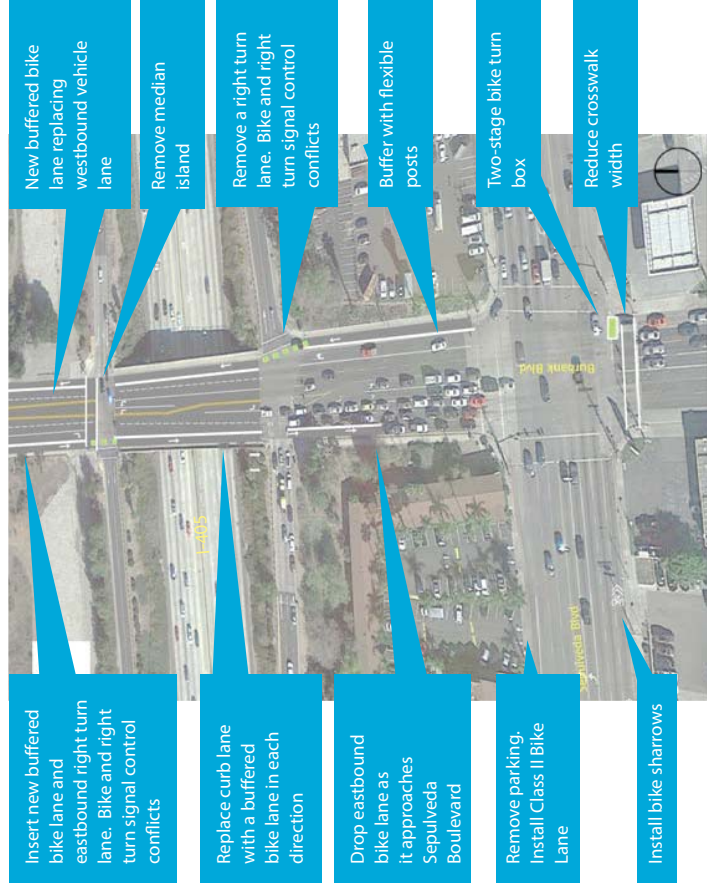 Insert new buffered
bike lane and
eastbound right turn
lane. Bike and right
turn signal control
conflicts
Replace curb lane
with a buffered
bike lane in each
direction
Drop eastbound
bike lane as
it approaches
Sepulveda
Boulevard
Remove parking.
Install Class II Bike
Lane
Install bike sharrows
I-405
Sepulveda Blvd
Burbank Blvd
New buffered bike
lane replacing
westbound vehicle
lane
Remove median
island
Remove a right turn
lane. Bike and right
turn signal control
conflicts
Buffer with flexible
posts
Two-stage bike turn
box
Reduce crosswalk
width